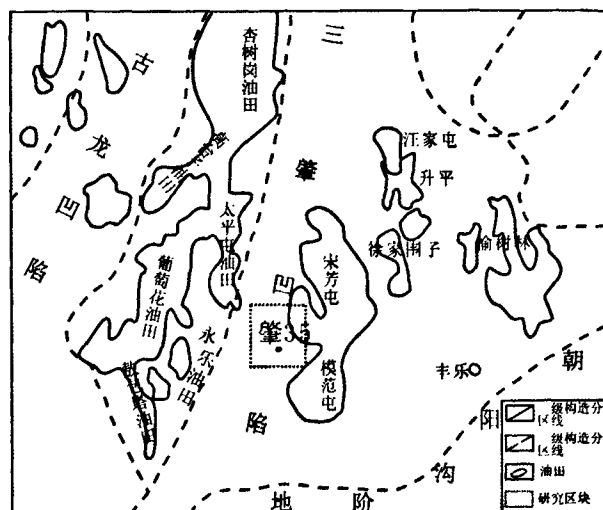 古龙凹陷
杏树岗油田
三肇凹陷
太平屯油田
葡萄花油田
永乐油田
敖包塔油田
肇35
宋芳屯
模范屯
汪家屯
升平
徐家围子
榆树林
丰乐
朝阳沟阶地
级构造分区线
级构造分区线
油田
研究区块